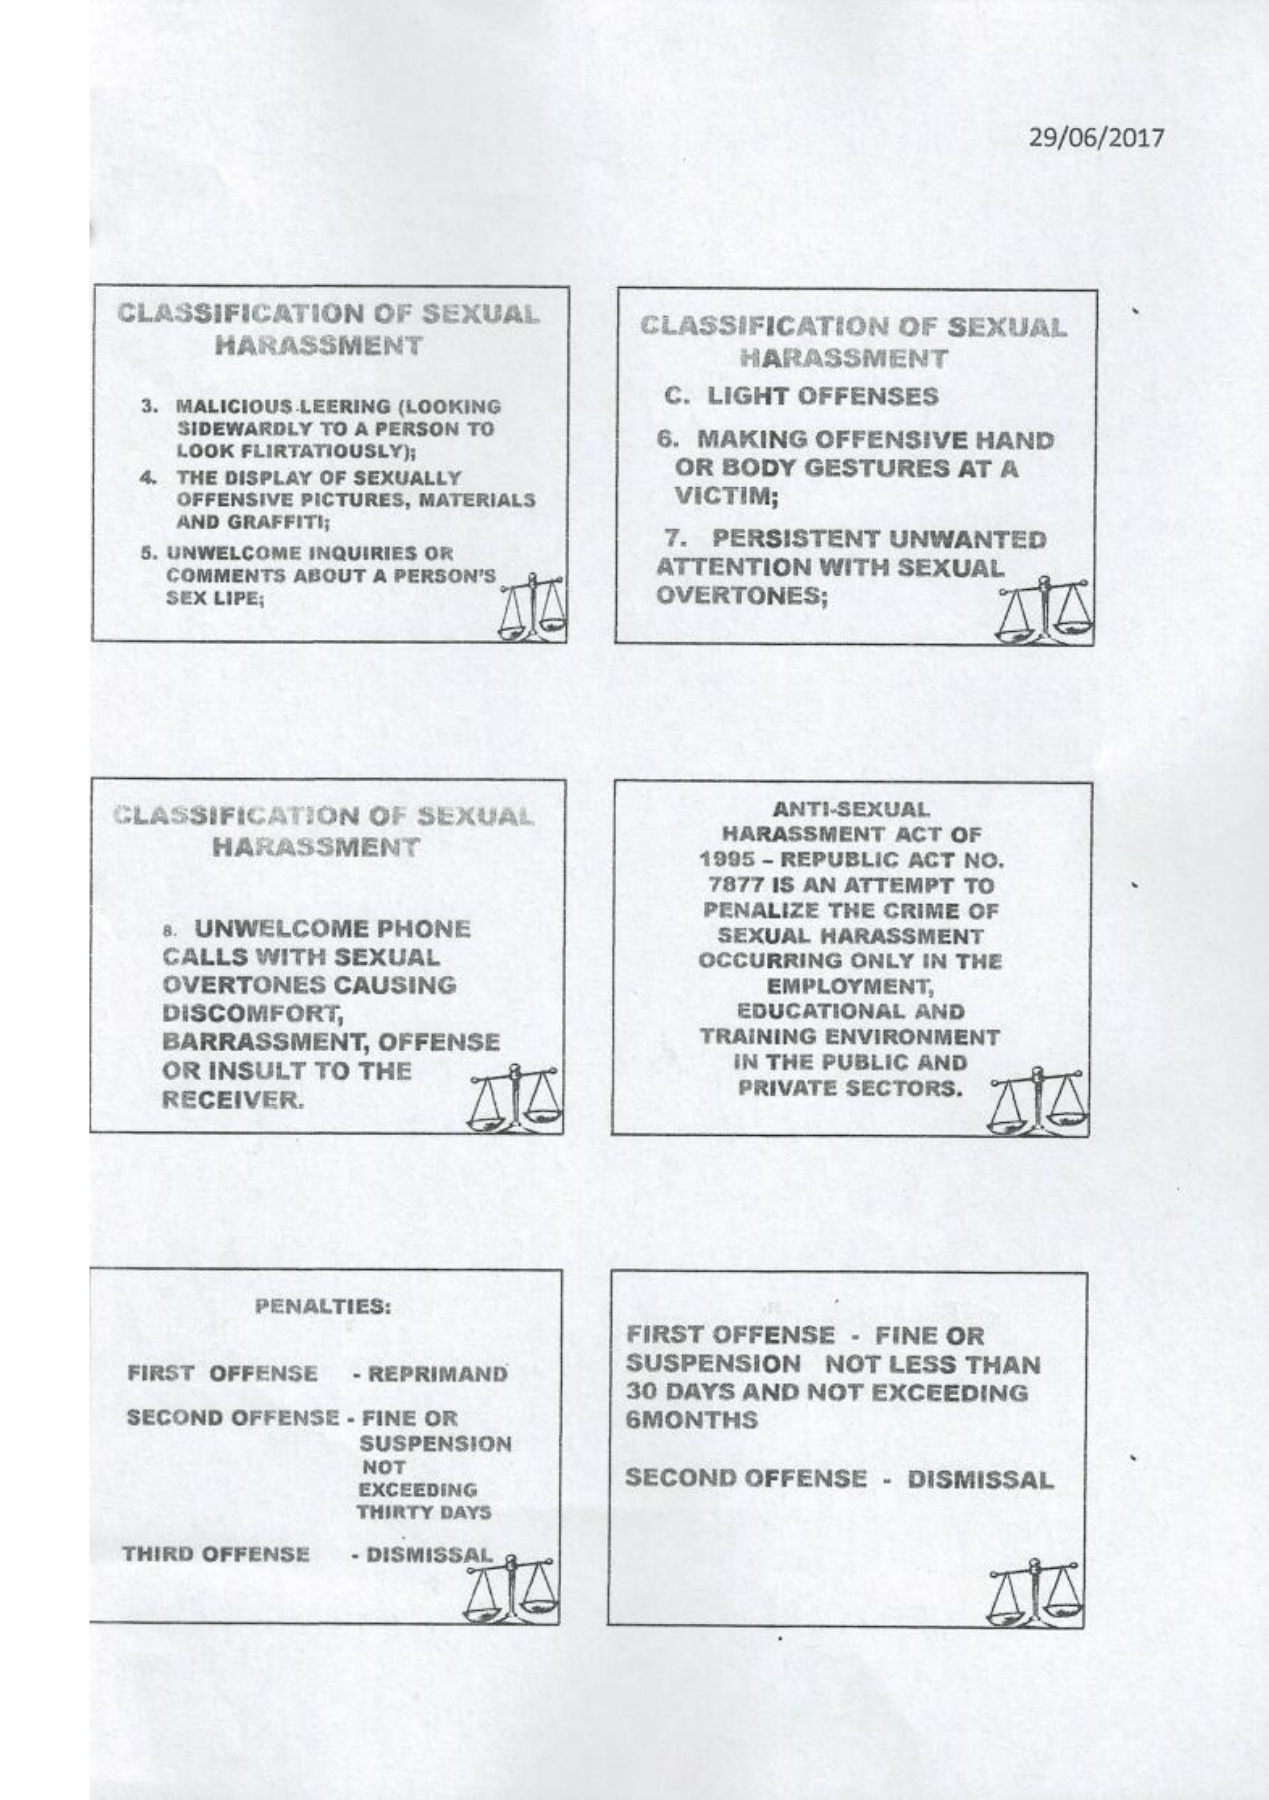 29/06/2017
CLASSIFICATION OF SEXUAL
HARASSMENT
3. MALICIOUS LEERING (LOOKING
SIDEWARDLY TO A PERSON TO
LOOK FLIRTATIOUSLY);
4. THE DISPLAY OF SEXUALLY
OFFENSIVE PICTURES, MATERIALS
AND GRAFFITI;
5. UNWELCOME INQUIRIES OR
COMMENTS ABOUT A PERSON'S
SEX LIPE;
CLASSIFICATION OF SEXUAL
HARASSMENT
C. LIGHT OFFENSES
6. MAKING OFFENSIVE HAND
OR BODY GESTURES AT A
VICTIM;
7. PERSISTENT UNWANTED
ATTENTION WITH SEXUAL
OVERTONES;
CLASSIFICATION OF SEXUAL
HARASSMENT
8. UNWELCOME PHONE
CALLS WITH SEXUAL
OVERTONES CAUSING
DISCOMFORT,
BARRASSMENT, OFFENSE
OR INSULT TO THE
RECEIVER.
ANTI-SEXUAL
HARASSMENT ACT OF
1995 – REPUBLIC ACT NO.
7877 IS AN ATTEMPT TO
PENALIZE THE CRIME OF
SEXUAL HARASSMENT
OCCURRING ONLY IN THE
EMPLOYMENT,
EDUCATIONAL AND
TRAINING ENVIRONMENT
IN THE PUBLIC AND
PRIVATE SECTORS.
PENALTIES:
FIRST OFFENSE - REPRIMAND
SECOND OFFENSE - FINE OR
SUSPENSION
NOT
EXCEEDING
THIRTY DAYS
THIRD OFFENSE - DISMISSAL
FIRST OFFENSE - FINE OR
SUSPENSION NOT LESS THAN
30 DAYS AND NOT EXCEEDING
6MONTHS
SECOND OFFENSE - DISMISSAL